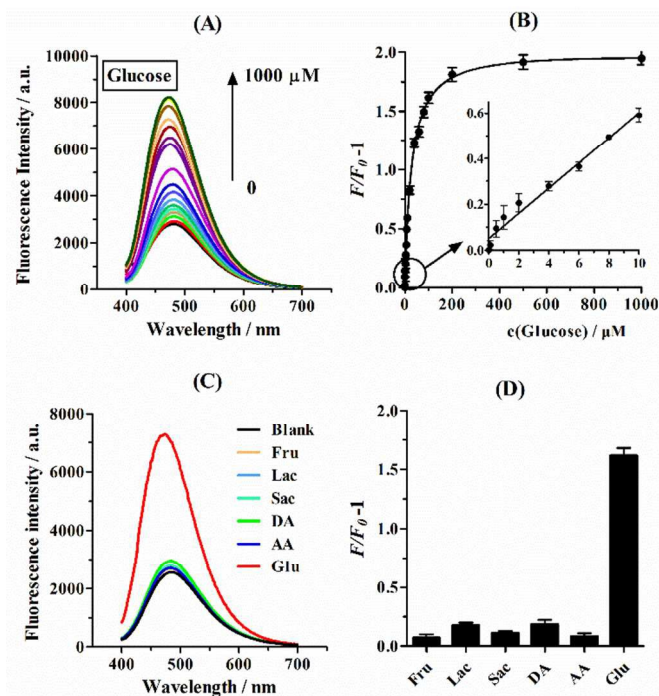 (A)
Glucose
1000 μM
0
10000
8000
6000
4000
2000
0
400 500 600 700
Fluorescence Intensity / a.u.
Wavelength / nm
(B)
2.0
1.5
1.0
0.5
0.0
0 200 400 600 800 1000
F/F0 -1
c(Glucose) / μM
0.6
0.4
0.2
0.0
0 2 4 6 8 10
(C)
8000
6000
4000
2000
0
400 500 600 700
Fluorescence intensity / a.u.
Wavelength / nm
Blank
Fru
Lac
Sac
DA
AA
Glu
(D)
2.0
1.5
1.0
0.5
0.0
F/F0 -1
Fru Lac Sac DA AA Glu